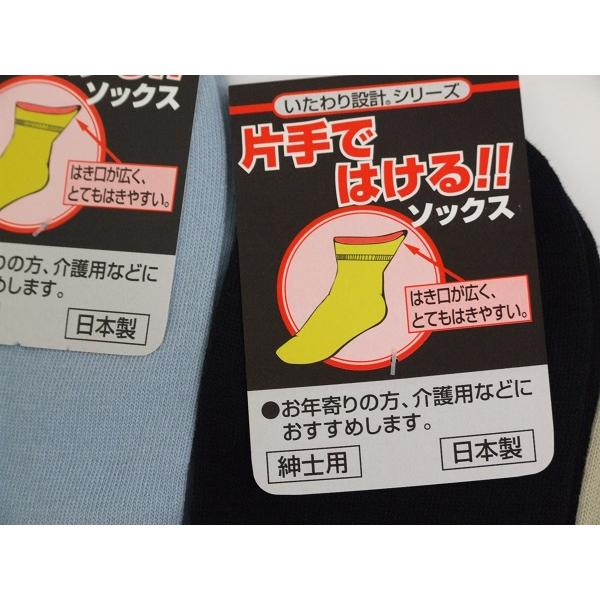 ソックス
はき口が広く、
とてもはきやすい。
りの方、介護用などに
めします。
日本製
いたわり設計®シリーズ
片手で
はける!!
ソックス
はき口が広く、
とてもはきやすい。
●お年寄りの方、介護用などに
おすすめします。
紳士用
日本製